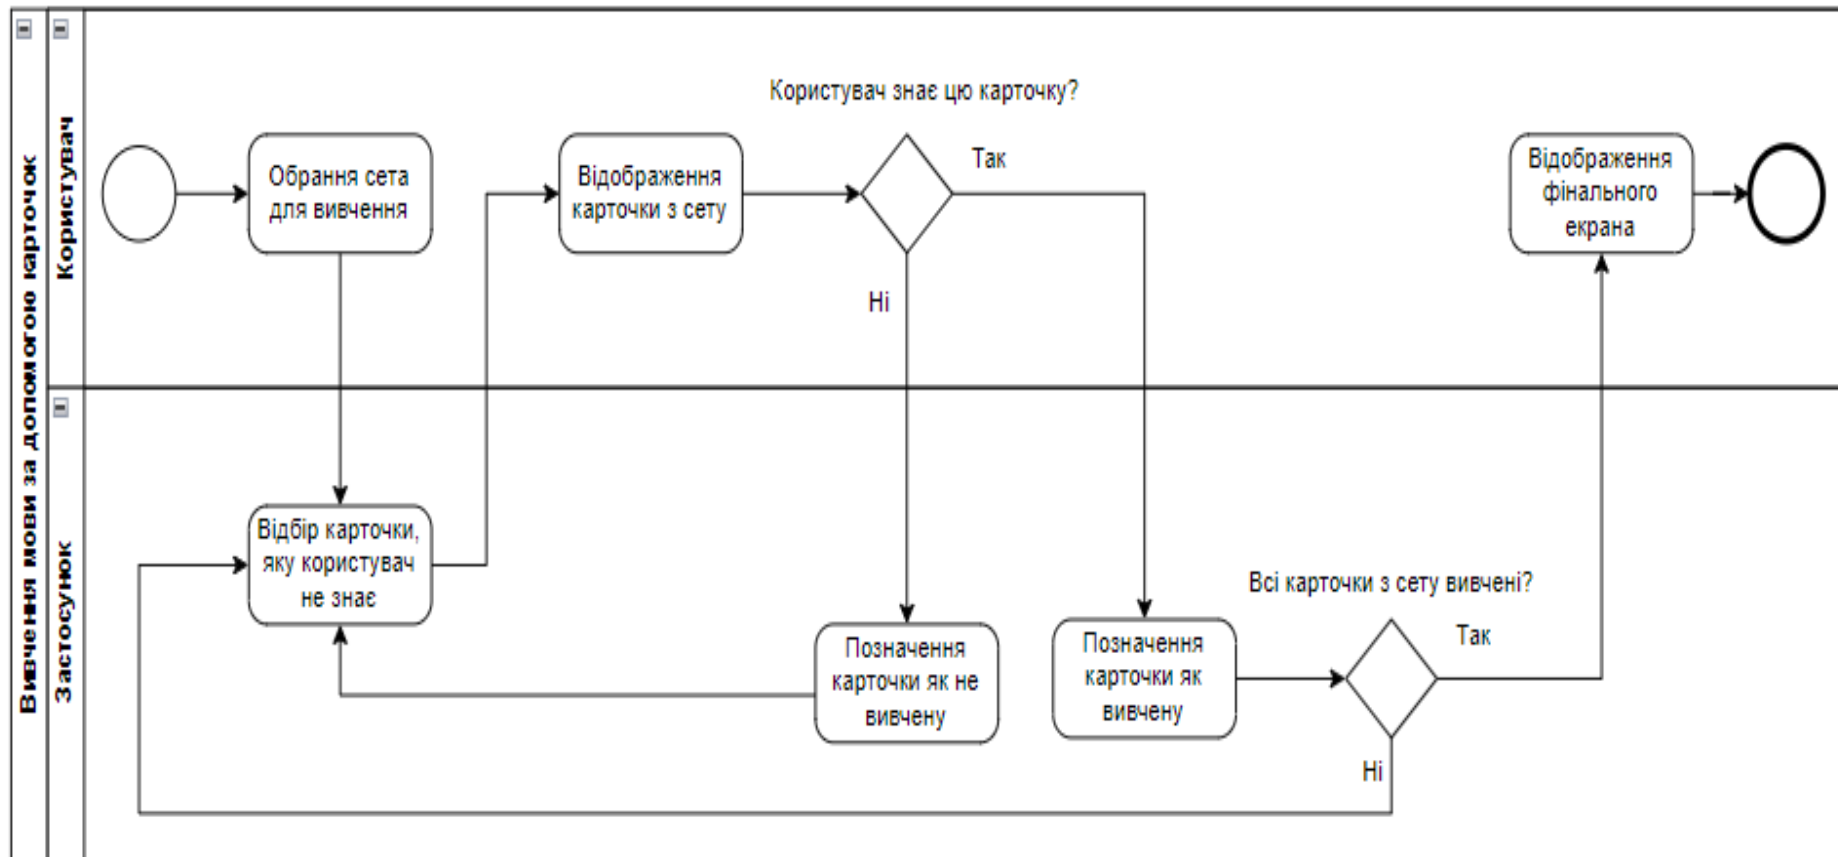 Вивчення мови за допомогою карточок
Користувач
Обрання сета
для вивчення
Відображення
карточки з сету
Користувач знає цю карточку?
Так
Ні
Відображення
фінального
екрана
Застосунок
Відбір карточки,
яку користувач
не знає
Позначення
карточки як не
вивчену
Позначення
карточки як
вивчену
Всі карточки з сету вивчені?
Так
Ні